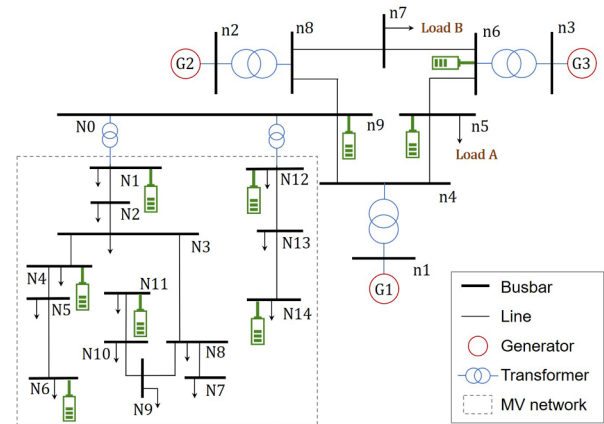 n7
n2
n8
Load B
n6
n3
G2
G3
N0
n9
n5
Load A
N1
N12
n4
N2
N3
N13
N4
N11
n1
N5
N14
G1
N10
N8
N6
N9
N7
Busbar
Line
Generator
Transformer
MV network